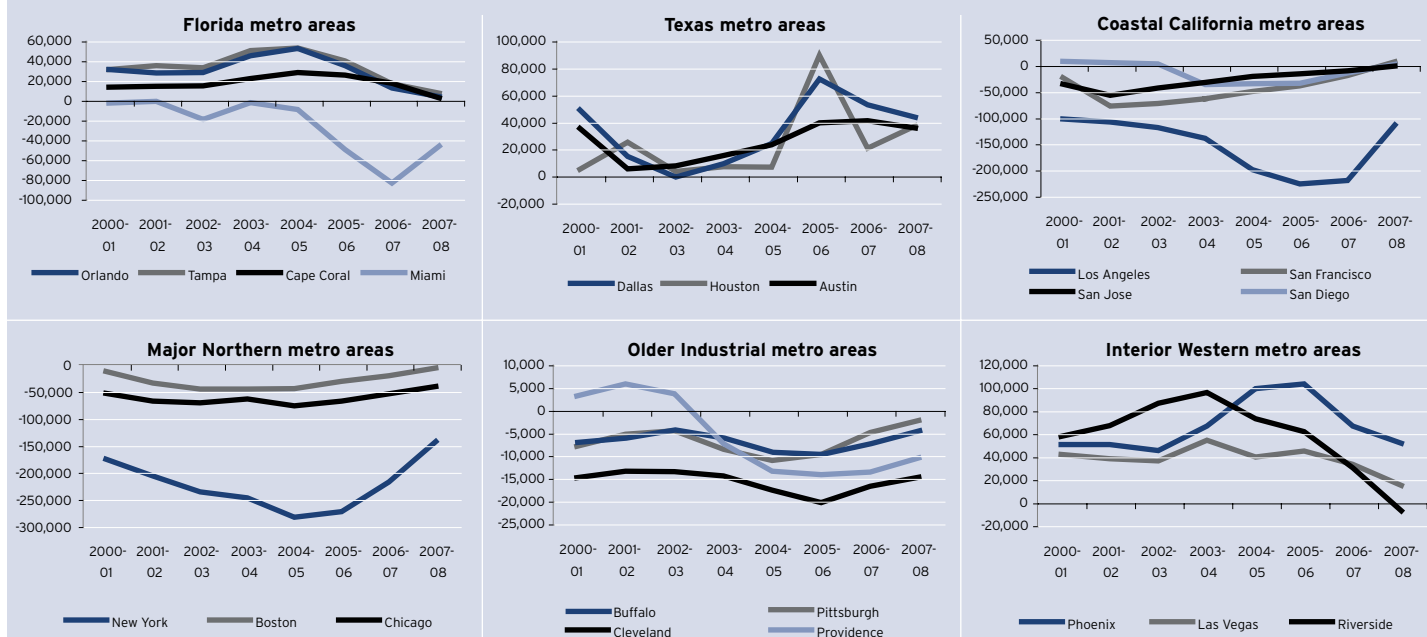 Florida metro areas
60,000
40,000
20,000
0
-20,000
-40,000
-60,000
-80,000
-100,000
2000- 2001- 2002- 2003- 2004- 2005- 2006- 2007-
01 02 03 04 05 06 07 08
Orlando Tampa Cape Coral Miami
Texas metro areas
100,000
80,000
60,000
40,000
20,000
0
-20,000
2000- 2001- 2002- 2003- 2004- 2005- 2006- 2007-
01 02 03 04 05 06 07 08
Dallas Houston Austin
Coastal California metro areas
50,000
0
-50,000
-100,000
-150,000
-200,000
-250,000
2000- 2001- 2002- 2003- 2004- 2005- 2006- 2007-
01 02 03 04 05 06 07 08
Los Angeles San Francisco
San Jose San Diego
Major Northern metro areas
0
-50,000
-100,000
-150,000
-200,000
-250,000
-300,000
2000- 2001- 2002- 2003- 2004- 2005- 2006- 2007-
01 02 03 04 05 06 07 08
New York Boston Chicago
Older Industrial metro areas
10,000
5,000
0
-5,000
-10,000
-15,000
-20,000
-25,000
2000- 2001- 2002- 2003- 2004- 2005- 2006- 2007-
01 02 03 04 05 06 07 08
Buffalo Pittsburgh
Cleveland Providence
Interior Western metro areas
120,000
100,000
80,000
60,000
40,000
20,000
0
-20,000
2000- 2001- 2002- 2003- 2004- 2005- 2006- 2007-
01 02 03 04 05 06 07 08
Phoenix Las Vegas Riverside